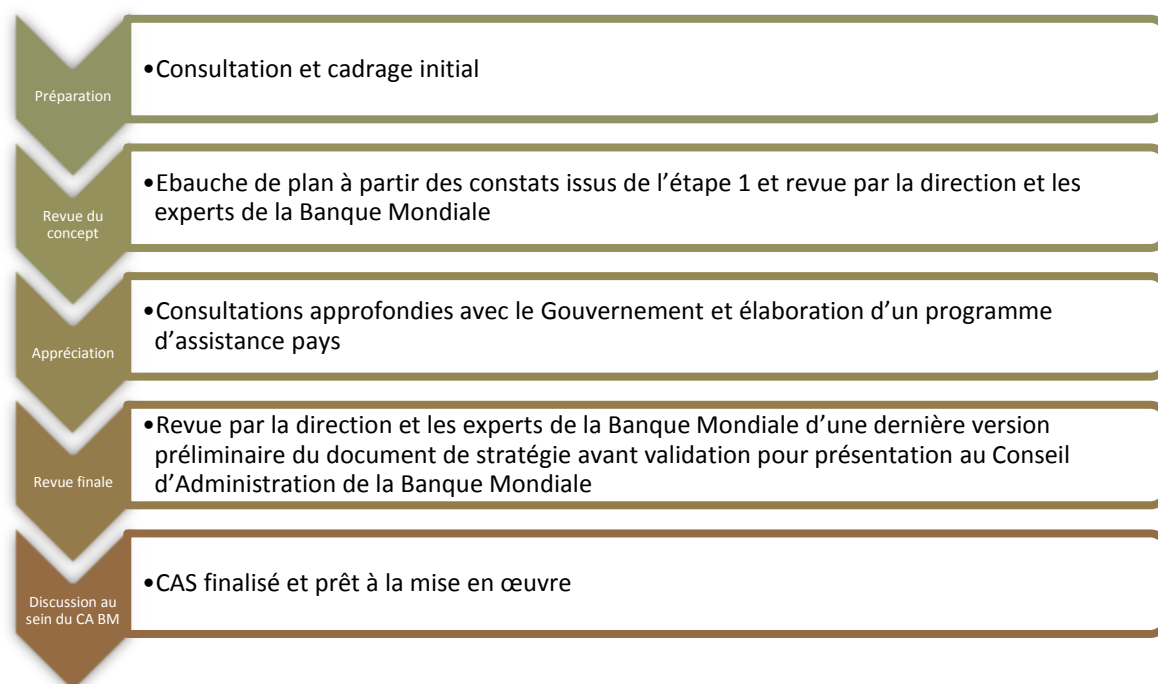 Préparation
•Consultation et cadrage initial
Revue du
concept
•Ebauche de plan à partir des constats issus de l’étape 1 et revue par la direction et les
experts de la Banque Mondiale
Appréciation
•Consultations approfondies avec le Gouvernement et élaboration d’un programme
d’assistance pays
Revue finale
•Revue par la direction et les experts de la Banque Mondiale d’une dernière version
préliminaire du document de stratégie avant validation pour présentation au Conseil
d’Administration de la Banque Mondiale
Discussion au
sein du CA BM
•CAS finalisé et prêt à la mise en œuvre